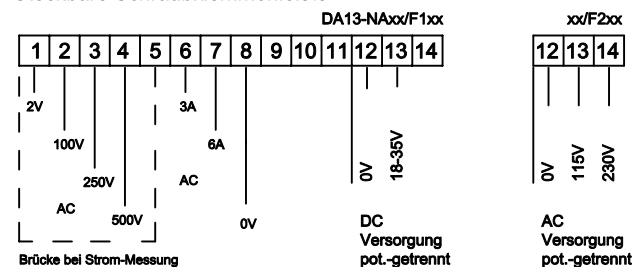 DA13-NAxx/F1xx
xx/F2xx
1 2 3 4 5 6 7 8 9 10 11 12 13 14
12 13 14
2V
3A
100V
6A
0V
18-35V
0V
115V
230V
250V
AC
AC
500V
0V
DC
Versorgung
pot.-getrennt
AC
Versorgung
pot.-getrennt
Brücke bei Strom-Messung